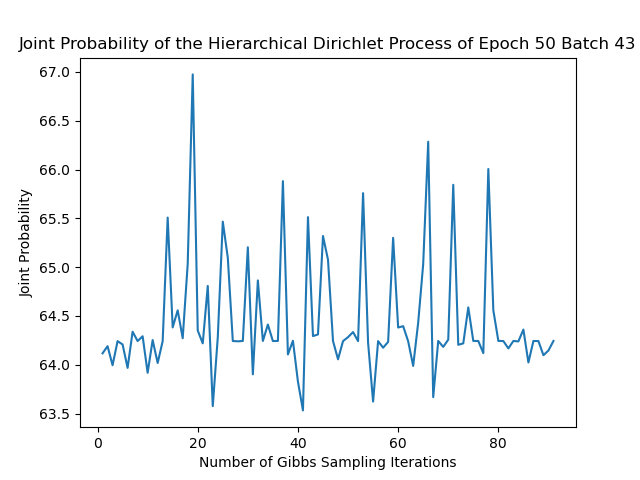 Joint Probability of the Hierarchical Dirichlet Process of Epoch 50 Batch 43
67.0
66.5
66.0
65.5
65.0
64.5
64.0
63.5
Joint Probability
0 20 40 60 80
Number of Gibbs Sampling Iterations